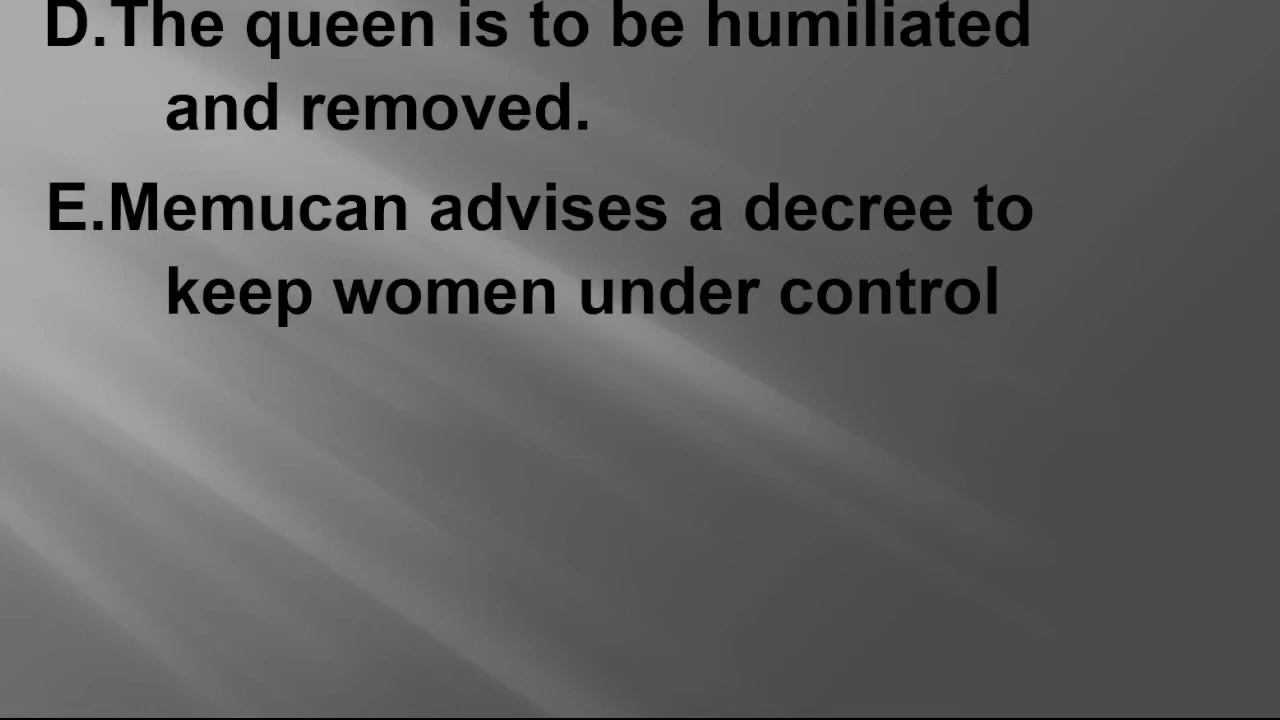 D.The queen is to be humiliated
and removed.
E.Memucan advises a decree to
keep women under control